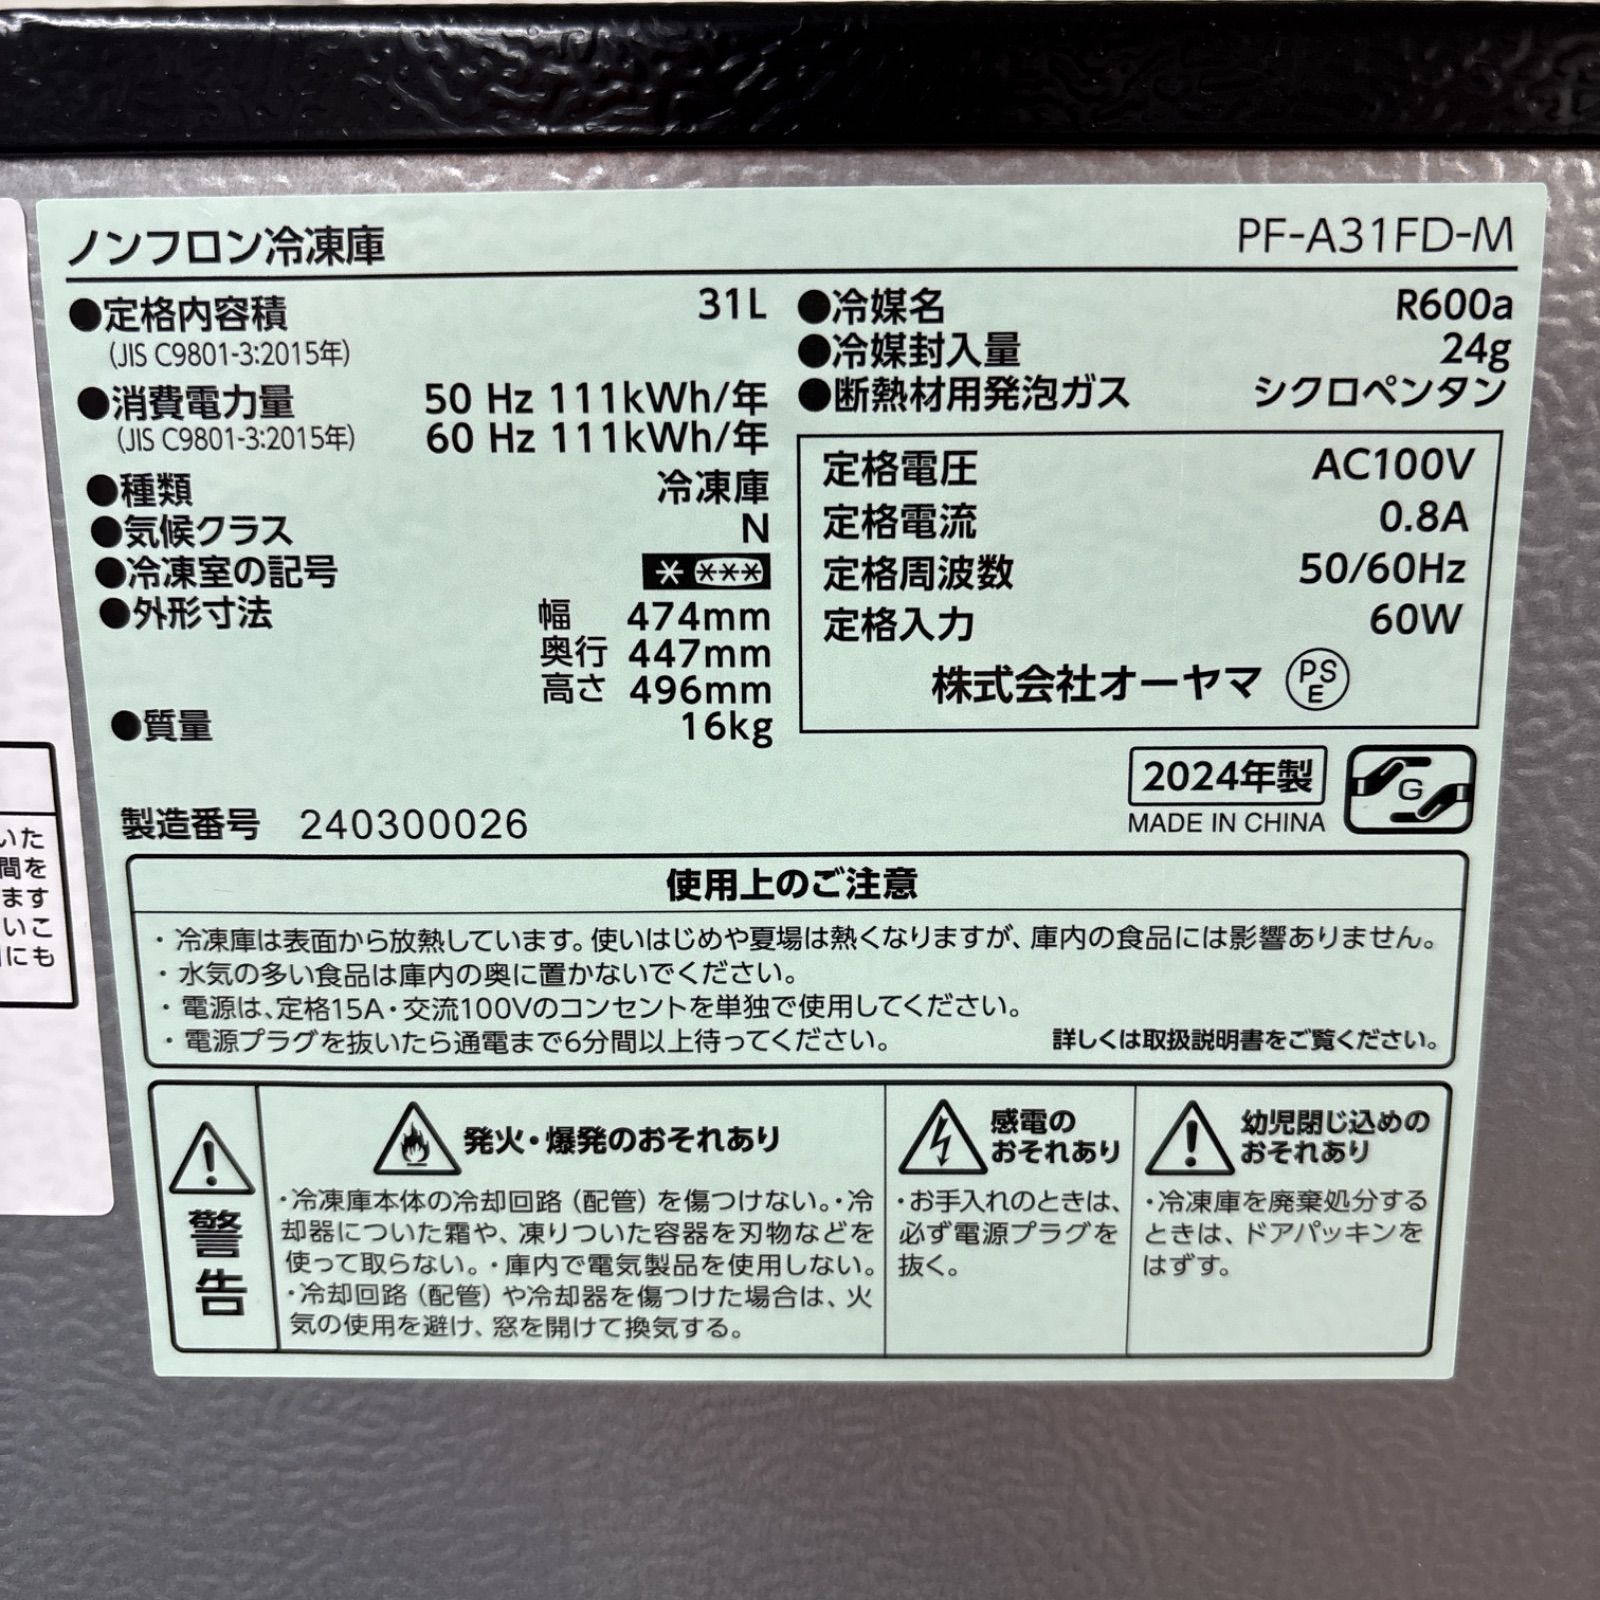 ノンフロン冷凍庫 PF-A31FD-M
●定格内容積 31L
(JIS C9801-3:2015年)
●消費電力量 50 Hz 111kWh/年
(JIS C9801-3:2015年) 60 Hz 111kWh/年
●種類 冷凍庫
●気候クラス N
●冷凍室の記号 * ***
●外形寸法 幅 474mm
奥行 447mm
高さ 496mm
●質量 16kg
製造番号 240300026
●冷媒名 R600a
●冷媒封入量 24g
●断熱材用発泡ガス シクロペンタン
定格電圧 AC100V
定格電流 0.8A
定格周波数 50/60Hz
定格入力 60W
株式会社オーヤマ PSE
2024年製
MADE IN CHINA
G
使用上のご注意
・冷凍庫は表面から放熱しています。使いはじめや夏場は熱くなりますが、庫内の食品には影響ありません。
・水気の多い食品は庫内の奥に置かないでください。
・電源は、定格15A・交流100Vのコンセントを単独で使用してください。
・電源プラグを抜いたら通電まで6分間以上待ってください。 詳しくは取扱説明書をご覧ください。
警告
発火・爆発のおそれあり
・冷凍庫本体の冷却回路（配管）を傷つけない。・冷
却器についた霜や、凍りついた容器を刃物などを
使って取らない。・庫内で電気製品を使用しない。
・冷却回路（配管）や冷却器を傷つけた場合は、火
気の使用を避け、窓を開けて換気する。
感電の
おそれあり
・お手入れのときは、
必ず電源プラグを
抜く。
幼児閉じ込めの
おそれあり
・冷凍庫を廃棄処分する
ときは、ドアパッキンを
はずす。
いた
間を
ます
いこ
にも